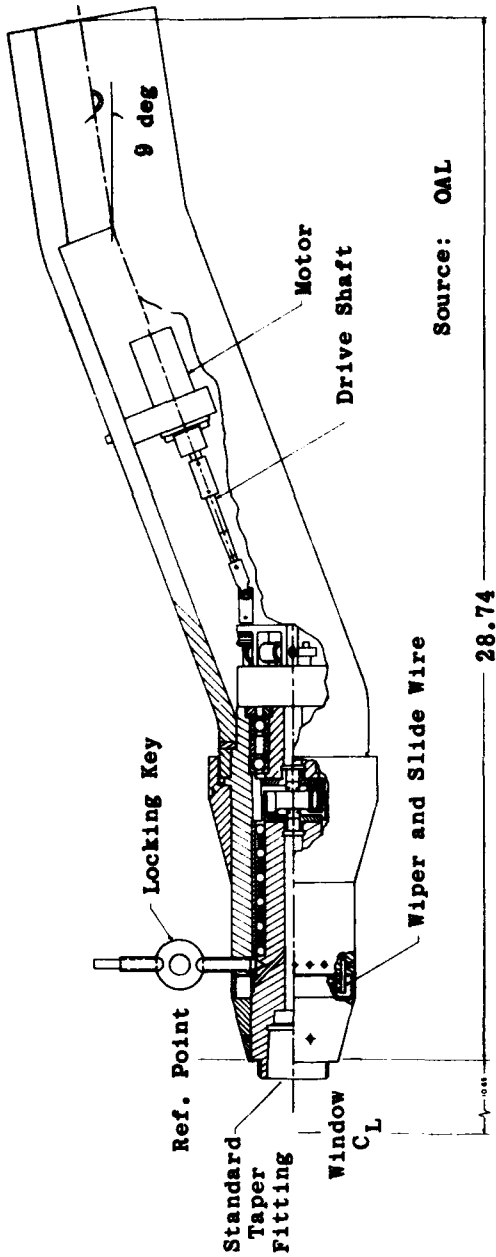 9 deg
Motor
Drive Shaft
Source: OAL
Locking Key
28.74
Wiper and Slide Wire
Ref. Point
Standard
Taper
Fitting
Window
C L